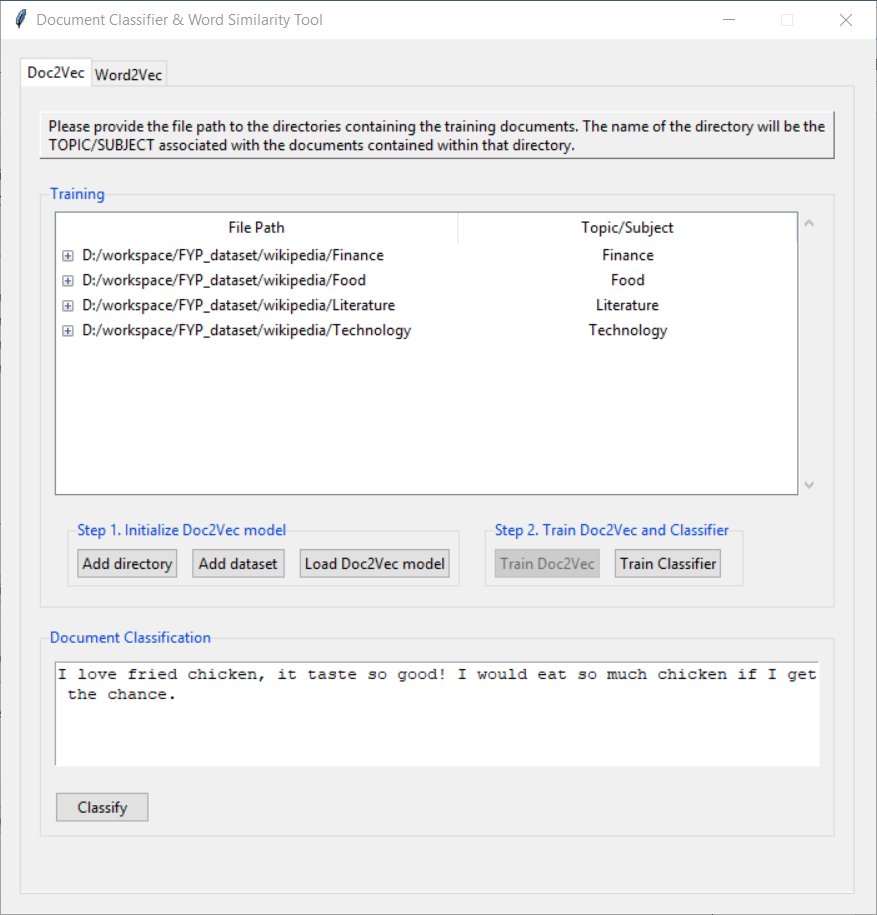 Document Classifier & Word Similarity Tool
Doc2Vec Word2Vec
Please provide the file path to the directories containing the training documents. The name of the directory will be the
TOPIC/SUBJECT associated with the documents contained within that directory.
Training
File Path Topic/Subject
D:/workspace/FYP_dataset/wikipedia/Finance Finance
D:/workspace/FYP_dataset/wikipedia/Food Food
D:/workspace/FYP_dataset/wikipedia/Literature Literature
D:/workspace/FYP_dataset/wikipedia/Technology Technology
Step 1. Initialize Doc2Vec model Step 2. Train Doc2Vec and Classifier
Add directory Add dataset Load Doc2Vec model Train Doc2Vec Train Classifier
Document Classification
I love fried chicken, it taste so good! I would eat so much chicken if I get
the chance.
Classify